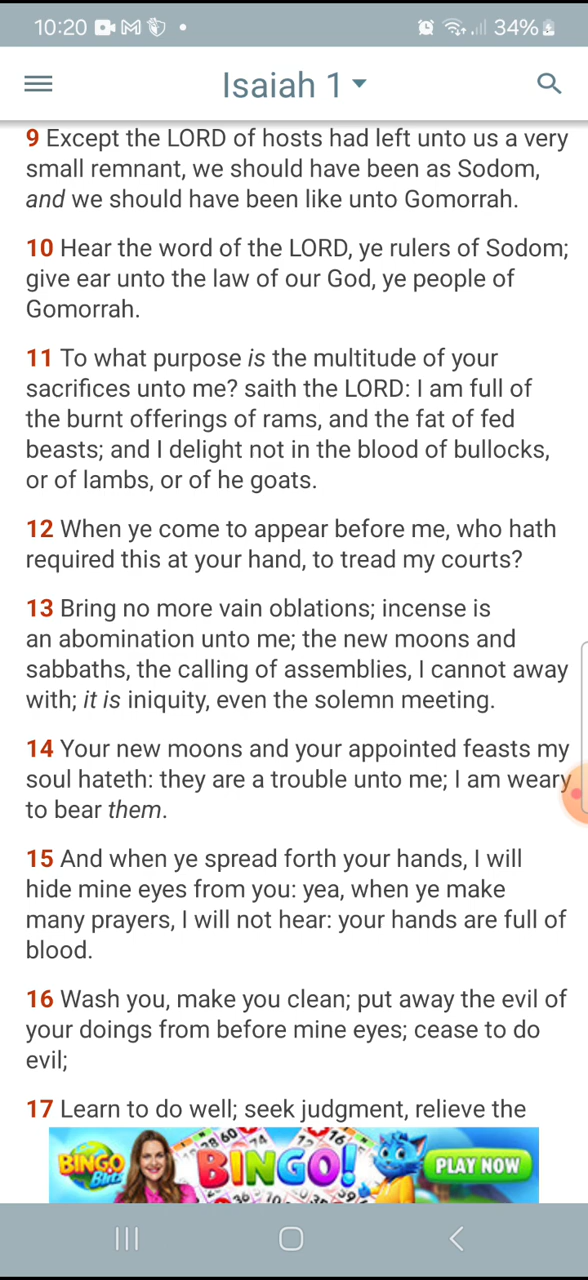 10:20
34%
Isaiah 1
9 Except the LORD of hosts had left unto us a very
small remnant, we should have been as Sodom,
and we should have been like unto Gomorrah.
10 Hear the word of the LORD, ye rulers of Sodom;
give ear unto the law of our God, ye people of
Gomorrah.
11 To what purpose is the multitude of your
sacrifices unto me? saith the LORD: I am full of
the burnt offerings of rams, and the fat of fed
beasts; and I delight not in the blood of bullocks,
or of lambs, or of he goats.
12 When ye come to appear before me, who hath
required this at your hand, to tread my courts?
13 Bring no more vain oblations; incense is
an abomination unto me; the new moons and
sabbaths, the calling of assemblies, I cannot away
with; it is iniquity, even the solemn meeting.
14 Your new moons and your appointed feasts my
soul hateth: they are a trouble unto me; I am weary
to bear them.
15 And when ye spread forth your hands, I will
hide mine eyes from you: yea, when ye make
many prayers, I will not hear: your hands are full of
blood.
16 Wash you, make you clean; put away the evil of
your doings from before mine eyes; cease to do
evil;
17 Learn to do well; seek judgment, relieve the
BINGO
Blitz
BINGO!
PLAY NOW